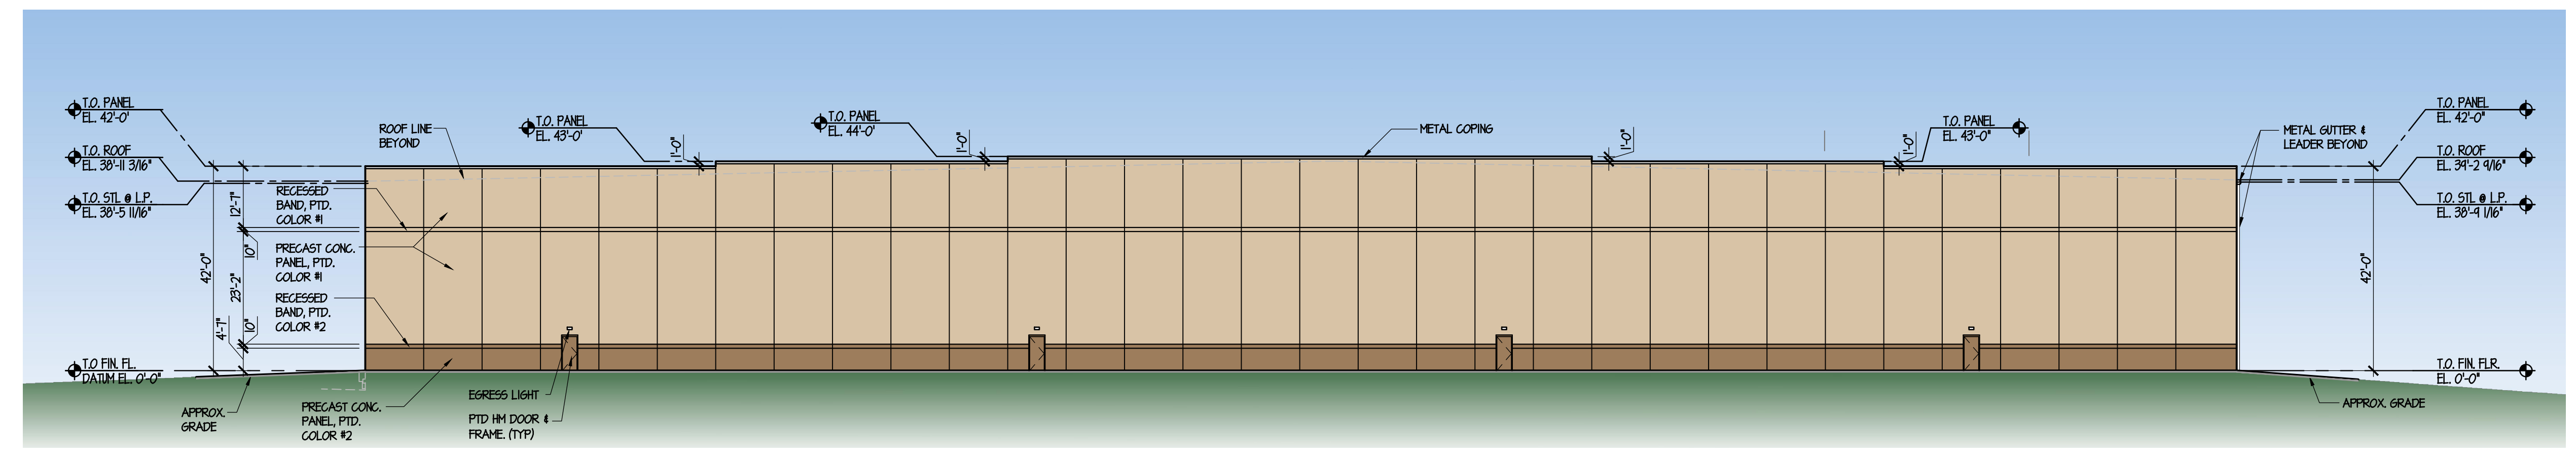 T.O. PANEL
EL. 42'-0"
T.O. ROOF
EL. 38'-11 3/16"
T.O. STL @ L.P.
EL. 38'-5 11/16"
T.O FIN. FL.
DATUM EL. 0'-0"
42'-0"
12'-7"
10"
23'-2"
10"
4'-7"
ROOF LINE
BEYOND
RECESSED
BAND, PTD.
COLOR #1
PRECAST CONC.
PANEL, PTD.
COLOR #1
RECESSED
BAND, PTD.
COLOR #2
APPROX.
GRADE
PRECAST CONC.
PANEL, PTD.
COLOR #2
EGRESS LIGHT
PTD HM DOOR &
FRAME. (TYP)
T.O. PANEL
EL. 43'-0'
1'-0"
T.O. PANEL
EL. 44'-0'
1'-0"
METAL COPING
1'-0"
1'-0"
T.O. PANEL
EL. 43'-0"
METAL GUTTER &
LEADER BEYOND
T.O. PANEL
EL. 42'-0"
T.O. ROOF
EL. 39'-2 9/16"
T.O. STL @ L.P.
EL. 38'-9 1/16"
42'-0"
T.O. FIN. FLR.
EL. 0'-0"
APPROX. GRADE